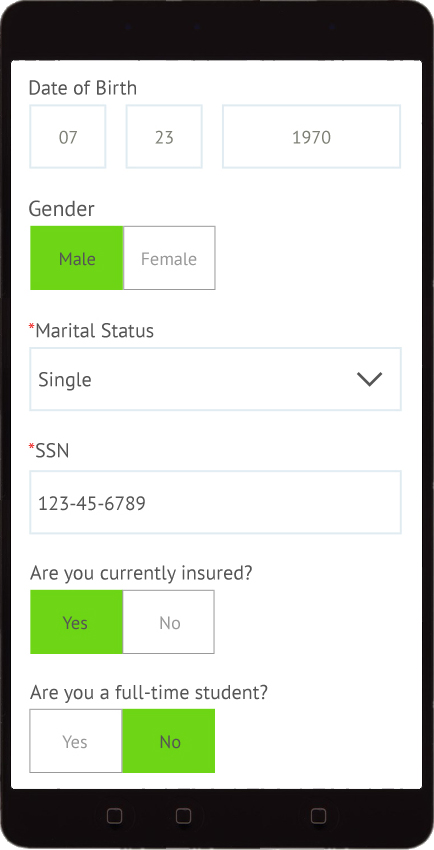 Date of Birth
07 23 1970
Gender
Male Female
*Marital Status
Single
*SSN
123-45-6789
Are you currently insured?
Yes No
Are you a full-time student?
Yes No